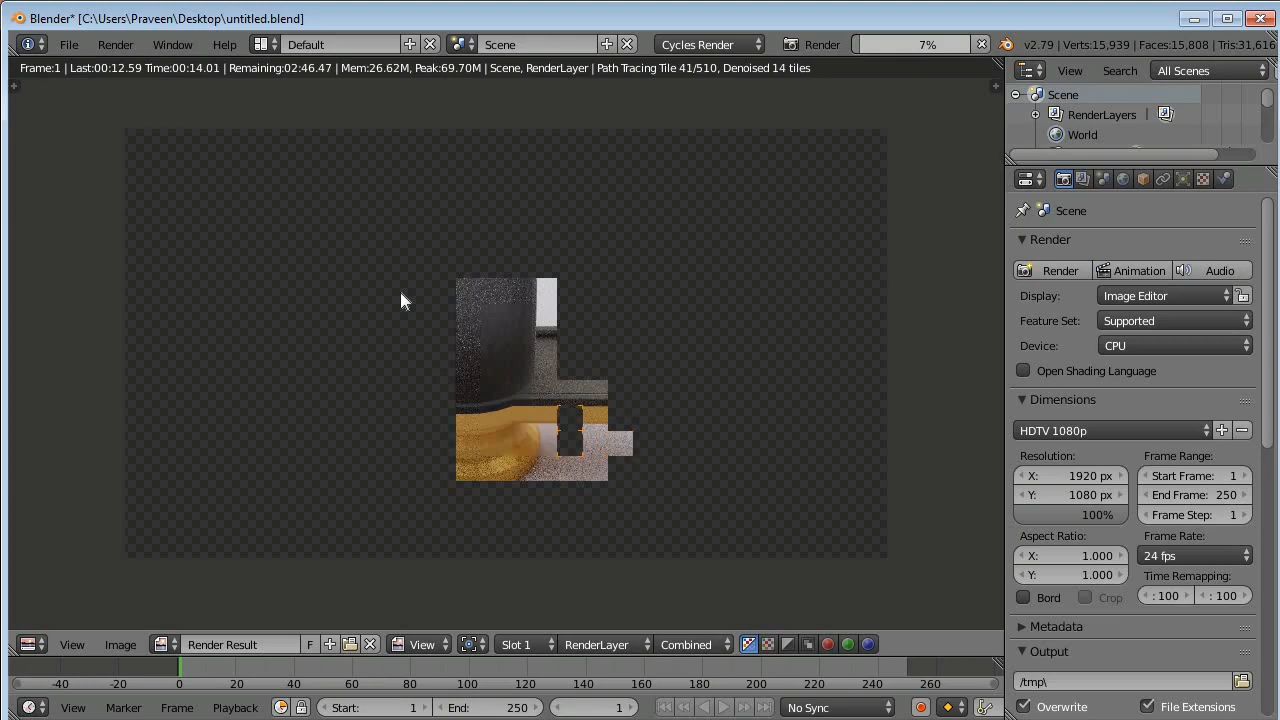 Blender* [C:\Users\Praveen\Desktop\untitled.blend]
File Render Window Help Default Scene Cycles Render Render 7% v2.79 | Verts:15,939 | Faces:15,808 | Tris:31,616
Frame:1 | Last:00:12.59 Time:00:14.01 | Remaining:02:46.47 | Mem:26.62M, Peak:69.70M | Scene, RenderLayer | Path Tracing Tile 41/510, Denoised 14 tiles
View Search All Scenes
Scene
RenderLayers
World
Scene
Render
Render Animation Audio
Display: Image Editor
Feature Set: Supported
Device: CPU
Open Shading Language
Dimensions
HDTV 1080p
Resolution: Frame Range:
X: 1920 px Start Frame: 1
Y: 1080 px End Frame: 250
100% Frame Step: 1
Aspect Ratio: Frame Rate:
X: 1.000 24 fps
Y: 1.000 Time Remapping:
Bord Crop : 100 : 100
Metadata
Output
/tmp\
Overwrite File Extensions
View Image Render Result F View Slot 1 RenderLayer Combined
-40 -20 0 20 40 60 80 100 120 140 160 180 200 220 240 260
View Marker Frame Playback Start: 1 End: 250 1 No Sync